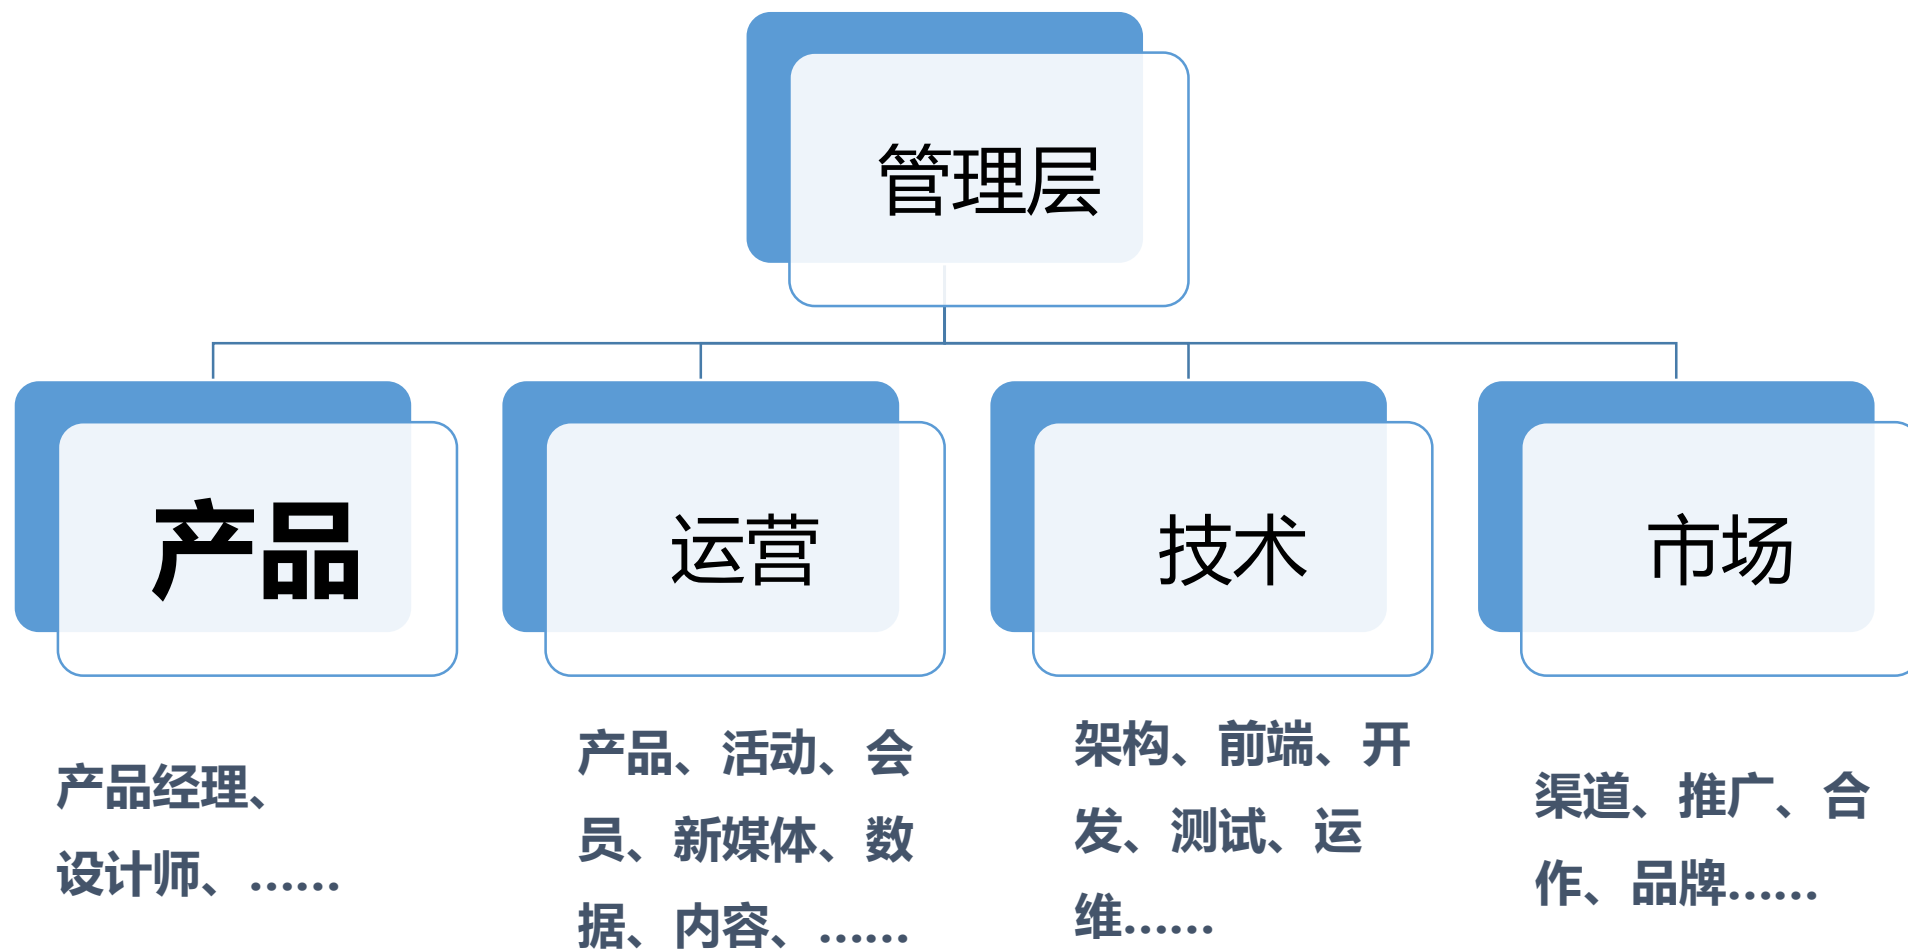 管理层
产品
运营
技术
市场
产品经理、
设计师、......
产品、活动、会
员、新媒体、数
据、内容、......
架构、前端、开
发、测试、运
维......
渠道、推广、合
作、品牌......